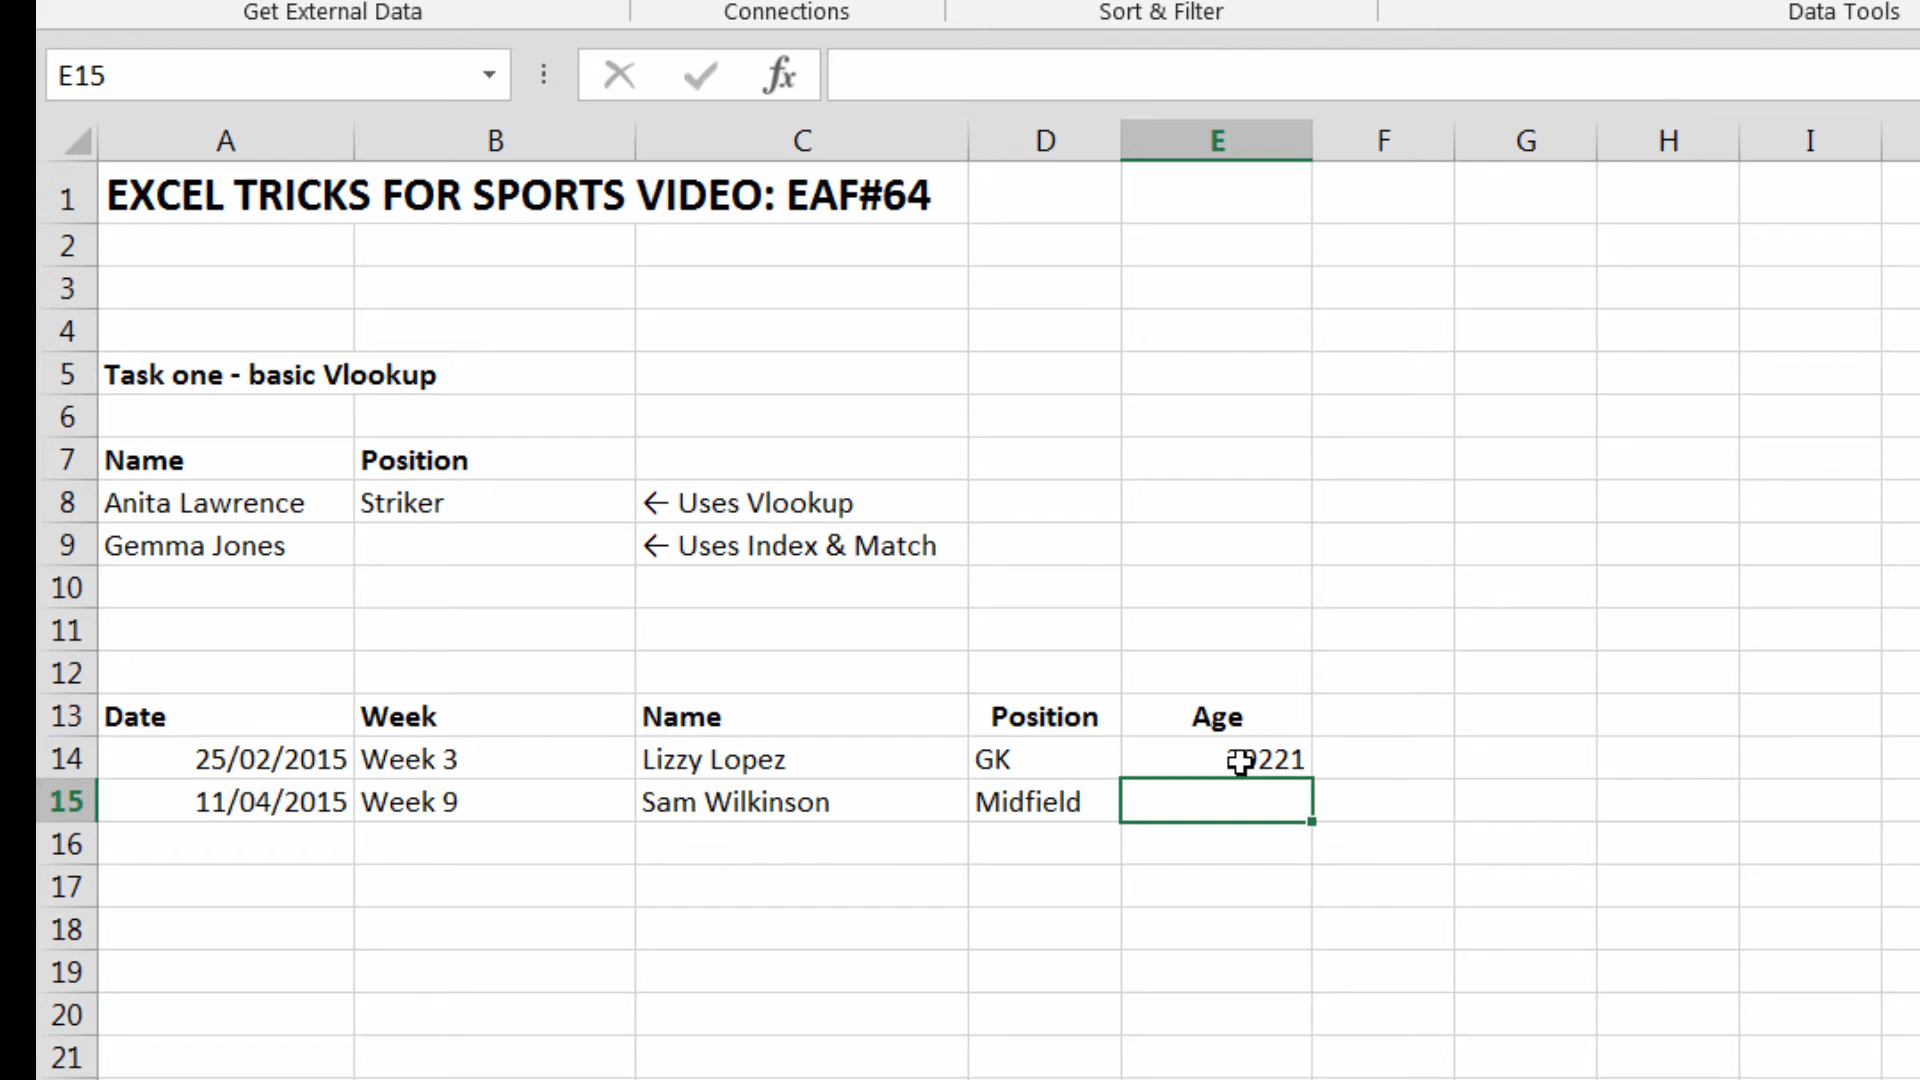 Get External Data Connections Sort & Filter Data Tools
E15 fx
A B C D E F G H I
1 EXCEL TRICKS FOR SPORTS VIDEO: EAF#64
2
3
4
5 Task one - basic Vlookup
6
7 Name Position
8 Anita Lawrence Striker ← Uses Vlookup
9 Gemma Jones ← Uses Index & Match
10
11
12
13 Date Week Name Position Age
14 25/02/2015 Week 3 Lizzy Lopez GK
15 11/04/2015 Week 9 Sam Wilkinson Midfield
16
17
18
19
20
21